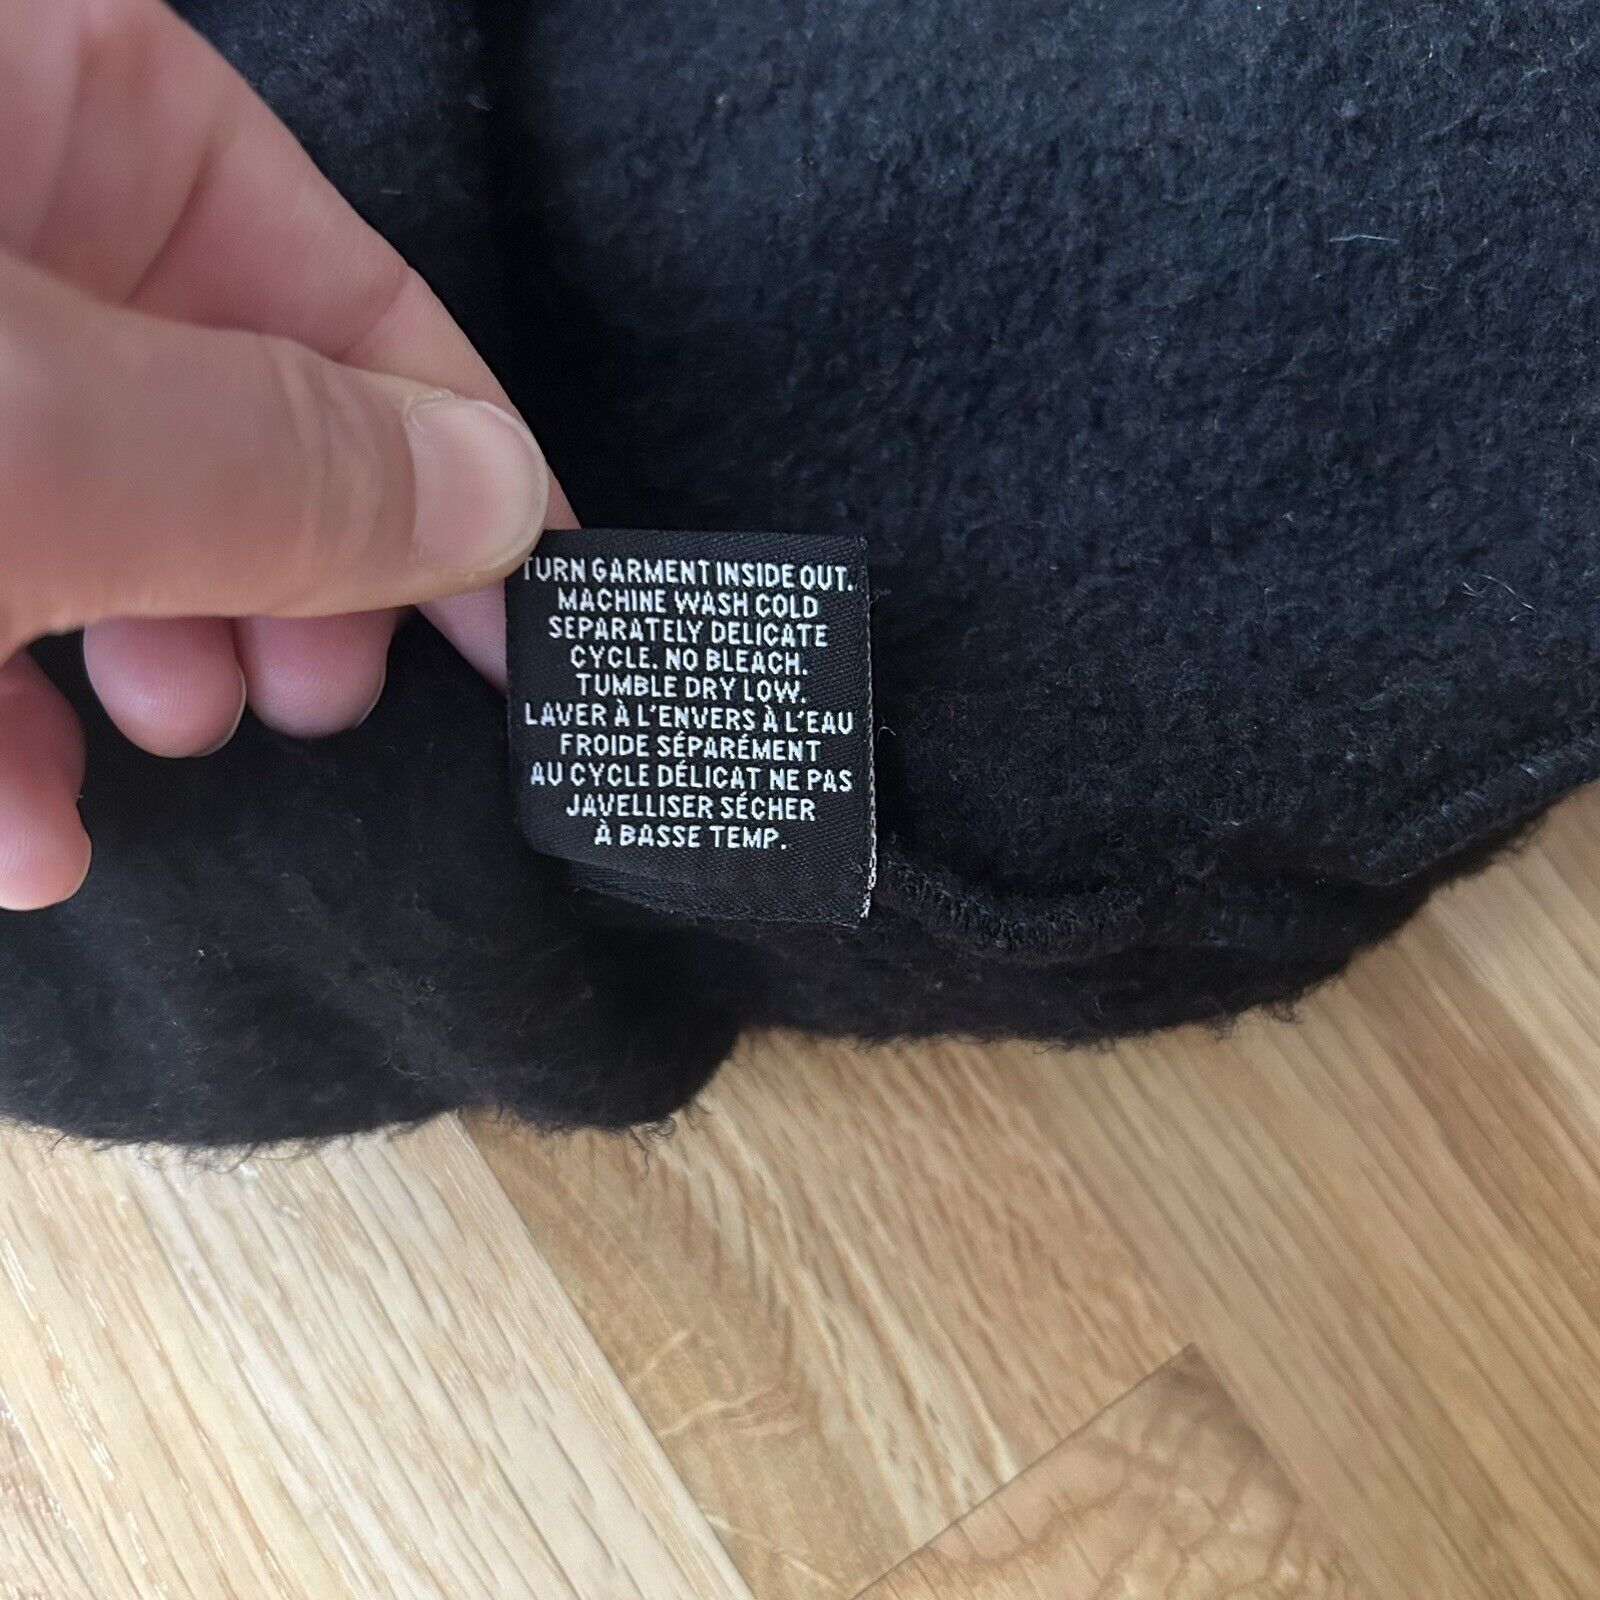 TURN GARMENT INSIDE OUT.
MACHINE WASH COLD
SEPARATELY DELICATE
CYCLE. NO BLEACH.
TUMBLE DRY LOW.
LAVER À L'ENVERS À L'EAU
FROIDE SÉPARÉMENT
AU CYCLE DÉLICAT NE PAS
JAVELLISER SÉCHER
À BASSE TEMP.